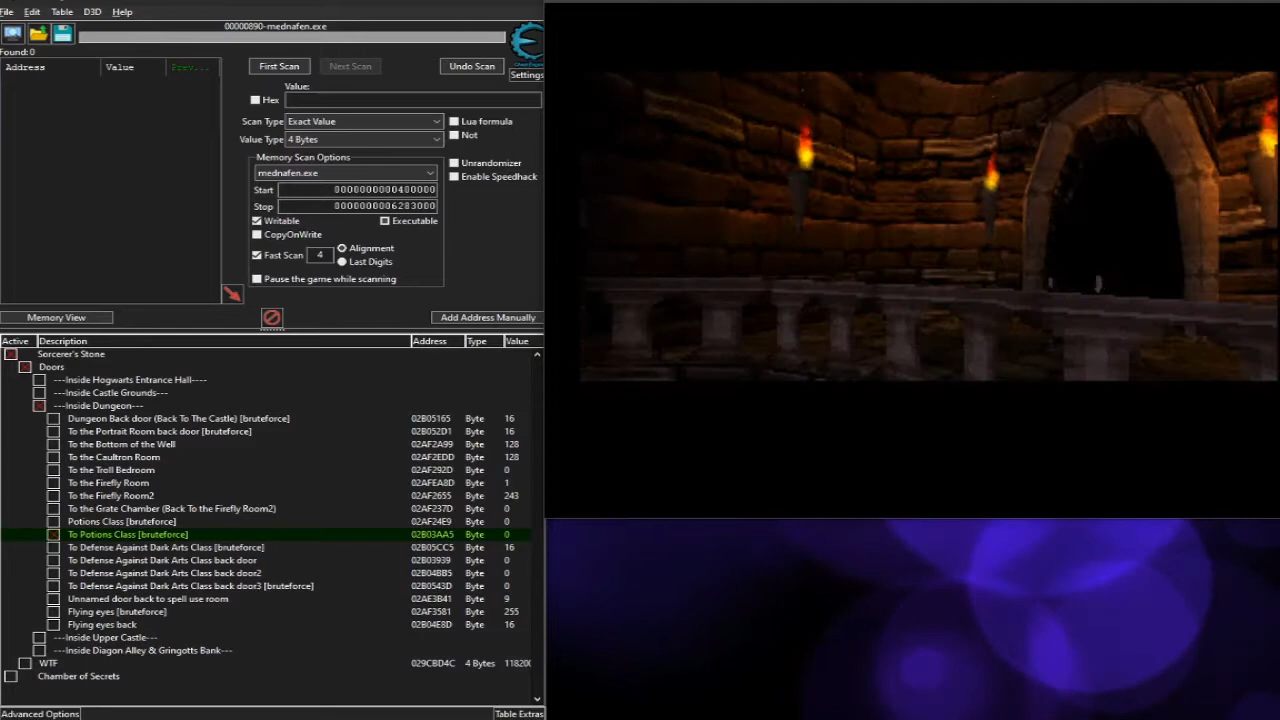 File Edit Table D3D Help
00000890-mednafen.exe
Found:0
Address Value Prev...
First Scan Next Scan Undo Scan
Settings
Value:
Hex
Scan Type Exact Value Lua formula
Not
Value Type 4 Bytes
Memory Scan Options
mednafen.exe
Unrandomizer
Enable Speedhack
Start 0000000000400000
Stop 0000000006283000
Writable Executable
CopyOnWrite
Fast Scan 4 Alignment
Last Digits
Pause the game while scanning
Memory View Add Address Manually
Active Description Address Type Value
Sorcerer's Stone
Doors
---Inside Hogwarts Entrance Hall----
---Inside Castle Grounds---
---Inside Dungeon---
Dungeon Back door (Back To The Castle) [bruteforce] 02B05165 Byte 16
To the Portrait Room back door [bruteforce] 02B052D1 Byte 16
To the Bottom of the Well 02AF2A99 Byte 128
To the Caultron Room 02AF2EDD Byte 128
To the Troll Bedroom 02AF292D Byte 0
To the Firefly Room 02AFEA8D Byte 1
To the Firefly Room2 02AF2655 Byte 243
To the Grate Chamber (Back To the Firefly Room2) 02AF237D Byte 0
Potions Class [bruteforce] 02AF24E9 Byte 0
To Potions Class [bruteforce] 02B03AA5 Byte 0
To Defense Against Dark Arts Class [bruteforce] 02B05CC5 Byte 16
To Defense Against Dark Arts Class back door 02B03939 Byte 0
To Defense Against Dark Arts Class back door2 02B04BB5 Byte 0
To Defense Against Dark Arts Class back door3 [bruteforce] 02B0543D Byte 0
Unnamed door back to spell use room 02AE3B41 Byte 9
Flying eyes [bruteforce] 02AF3581 Byte 255
Flying eyes back 02B04E8D Byte 16
---Inside Upper Castle---
---Inside Diagon Alley & Gringotts Bank---
WTF 029CBD4C 4 Bytes 118200
Chamber of Secrets
Advanced Options Table Extras